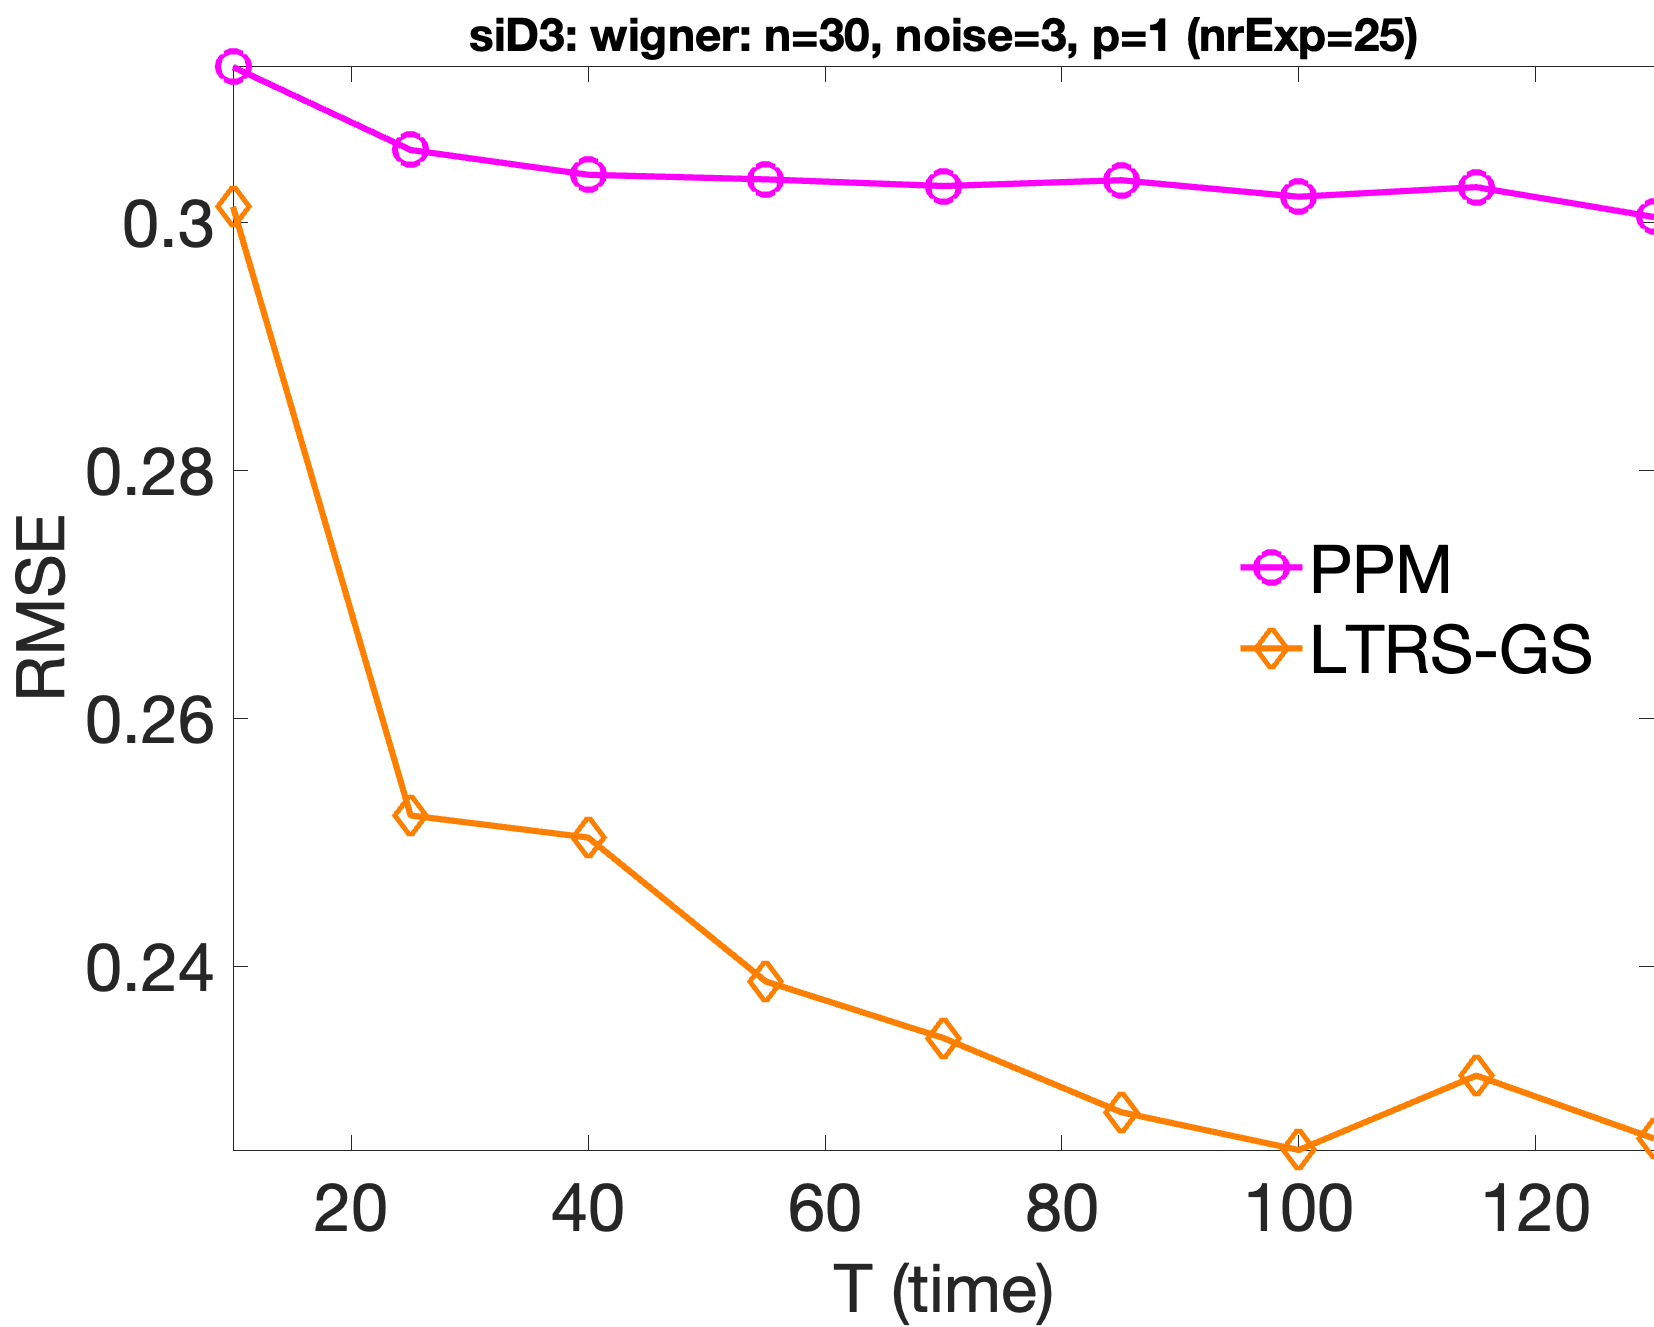 siD3: wigner: n=30, noise=3, p=1 (nrExp=25)
0.3
0.28
0.26
0.24
RMSE
PPM
LTRS-GS
20 40 60 80 100 120
T (time)